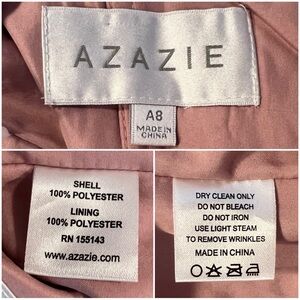 AZAZIE
A8
MADE IN
CHINA
SHELL
100% POLYESTER
LINING
100% POLYESTER
RN 155143
www.azazie.com
DRY CLEAN ONLY
DO NOT BLEACH
DO NOT IRON
USE LIGHT STEAM
TO REMOVE WRINKLES
MADE IN CHINA